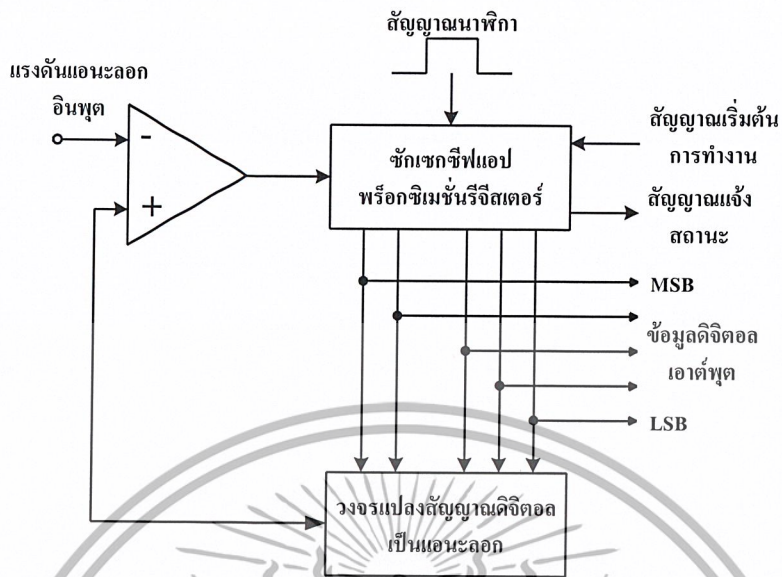 สัญญาณนาฬิกา
แรงดันแอนะลอก
อินพุต
-
+
ซักเซกซีฟแอป
พร็อกซิเมชั่นรีจีสเตอร์
สัญญาณเริ่มต้น
การทำงาน
สัญญาณแจ้ง
สถานะ
MSB
ข้อมูลดิจิตอล
เอาต์พุต
LSB
วงจรแปลงสัญญาณดิจิตอล
เป็นแอนะลอก